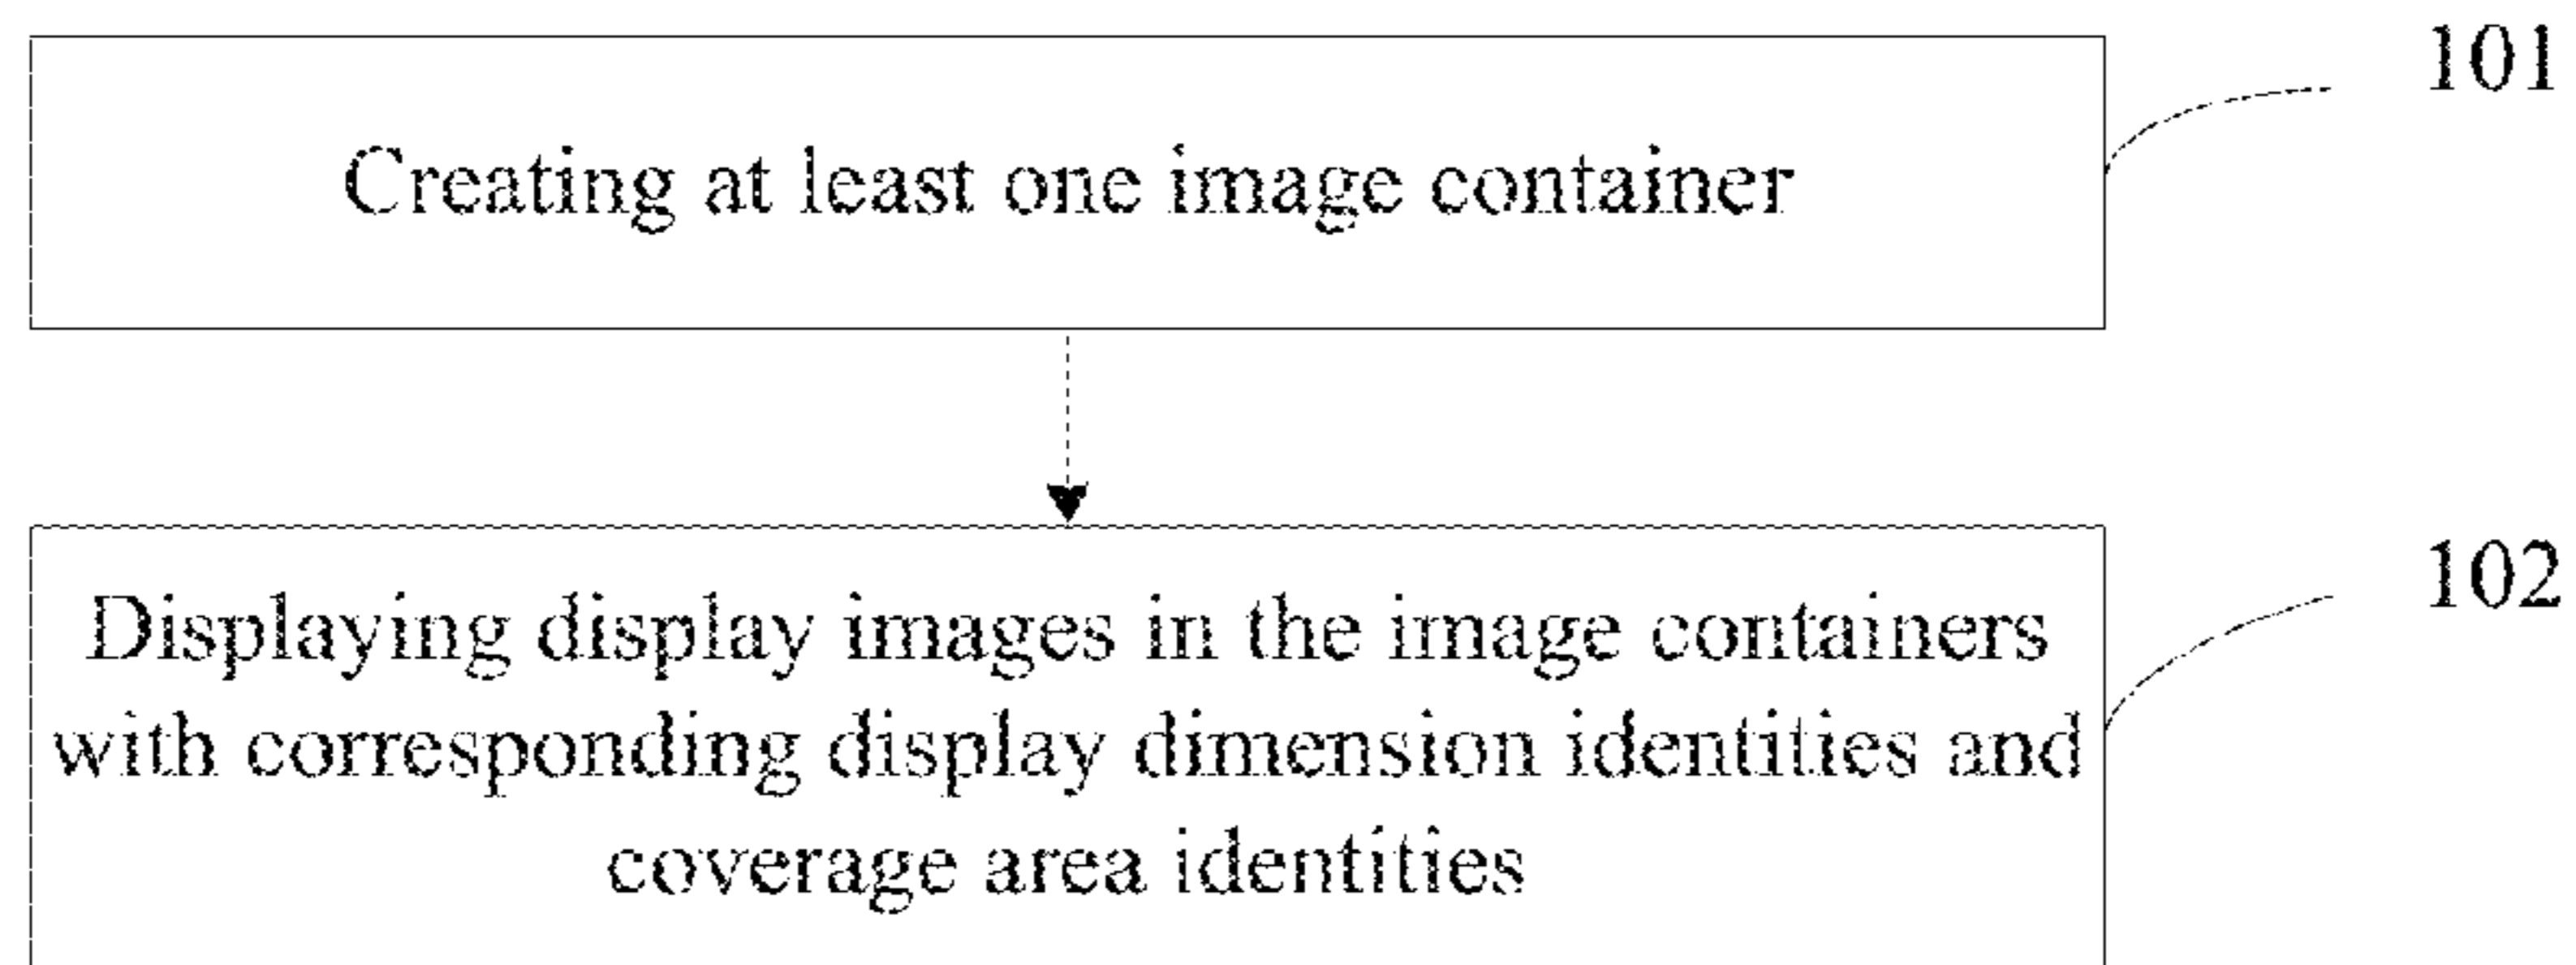 101
Creating at least one image container
102
Displaying display images in the image containers
with corresponding display dimension identities and
coverage area identities